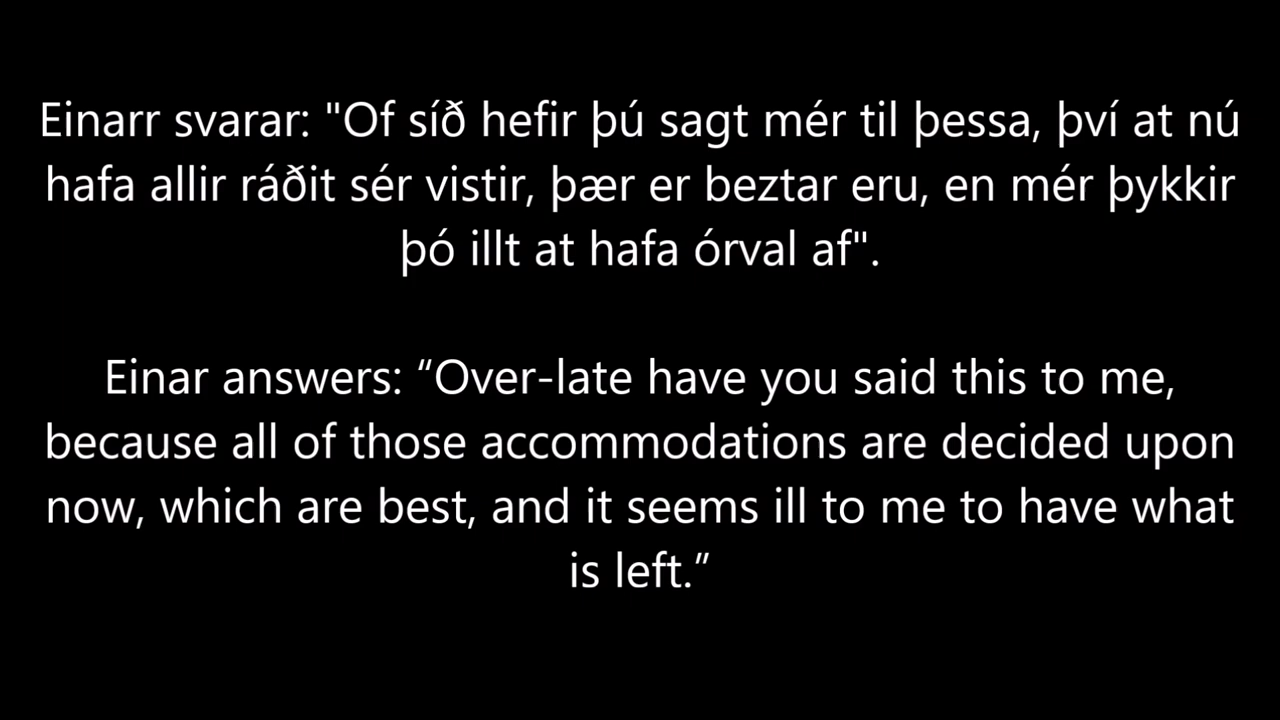 Einarr svarar: "Of síð hefir þú sagt mér til þessa, því at nú
hafa allir ráðit sér vistir, þær er beztar eru, en mér þykkir
þó illt at hafa órval af".
Einar answers: “Over-late have you said this to me,
because all of those accommodations are decided upon
now, which are best, and it seems ill to me to have what
is left.”